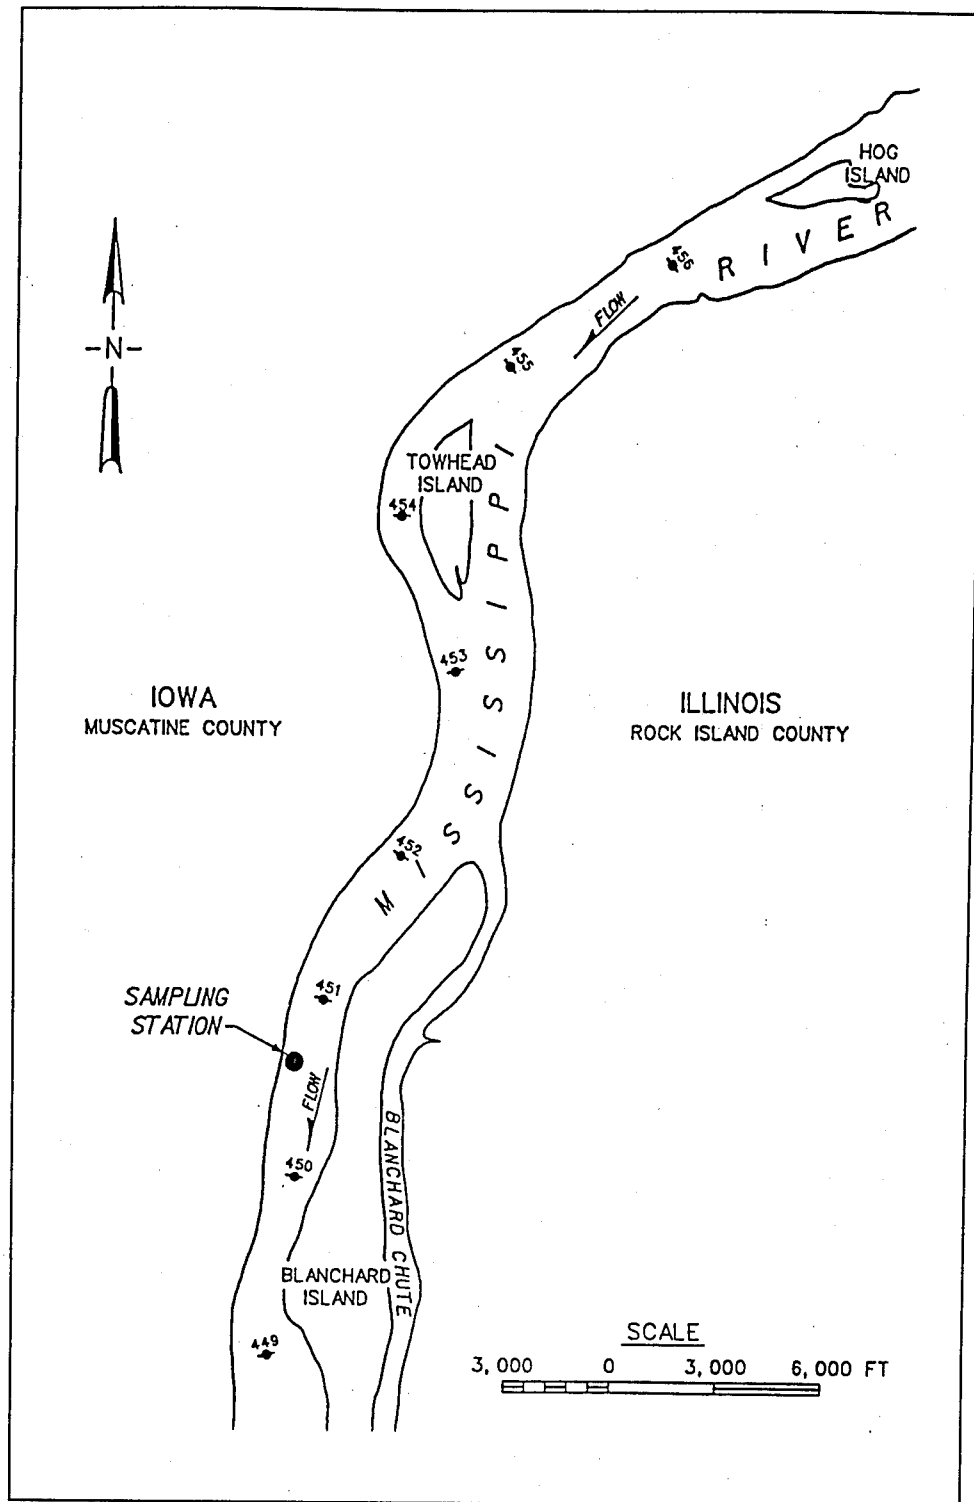 HOG
ISLAND
456
RIVER
FLOW
455
N
TOWHEAD
ISLAND
454
453
IOWA
MUSCATINE COUNTY
ILLINOIS
ROCK ISLAND COUNTY
MISSISSIPPI
452
451
SAMPLING
STATION
FLOW
450
BLANCHARD CHUTE
BLANCHARD
ISLAND
449
SCALE
3,000 0 3,000 6,000 FT